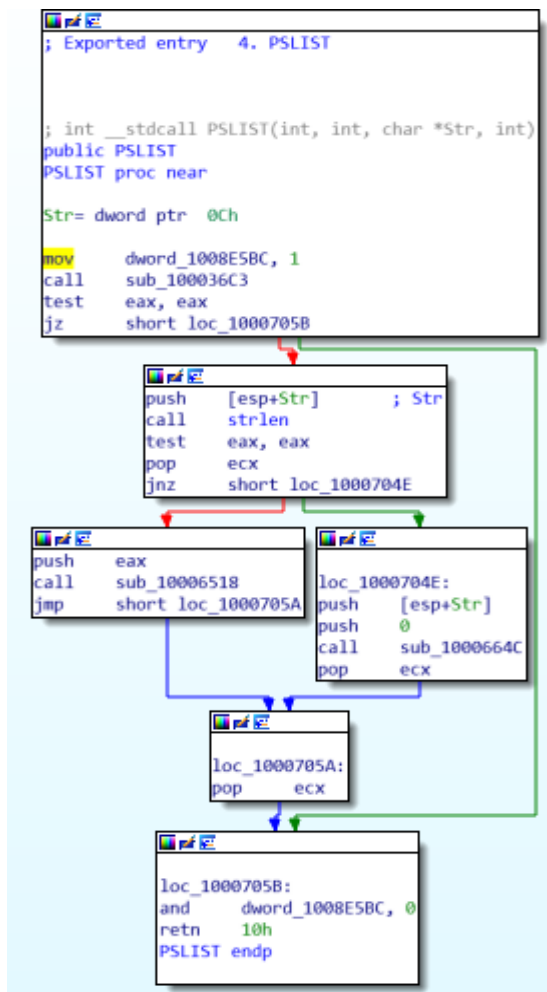 ; Exported entry   4. PSLIST
; int __stdcall PSLIST(int, int, char *Str, int)
public PSLIST
PSLIST proc near
Str= dword ptr  0Ch
mov     dword_1008E5BC, 1
call    sub_100036C3
test    eax, eax
jz      short loc_1000705B
push    [esp+Str]       ; Str
call    strlen
test    eax, eax
pop     ecx
jnz     short loc_1000704E
push    eax
call    sub_10006518
jmp     short loc_1000705A
loc_1000704E:
push    [esp+Str]
push    0
call    sub_1000664C
pop     ecx
loc_1000705A:
pop     ecx
loc_1000705B:
and     dword_1008E5BC, 0
retn    10h
PSLIST endp